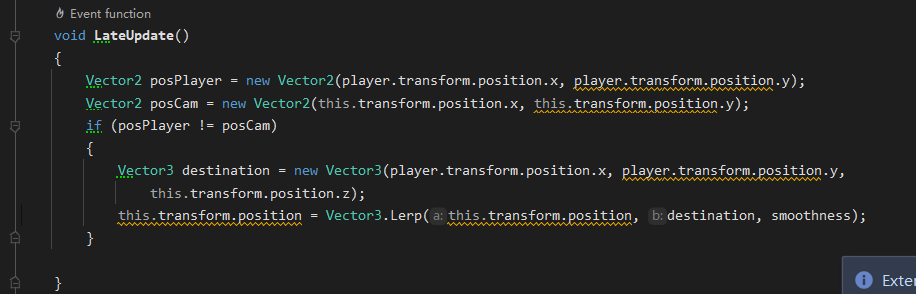 Event function
void LateUpdate()
{
Vector2 posPlayer = new Vector2(player.transform.position.x, player.transform.position.y);
Vector2 posCam = new Vector2(this.transform.position.x, this.transform.position.y);
if (posPlayer != posCam)
{
Vector3 destination = new Vector3(player.transform.position.x, player.transform.position.y,
this.transform.position.z);
this.transform.position = Vector3.Lerp(a: this.transform.position, b: destination, smoothness);
}
}
Exter